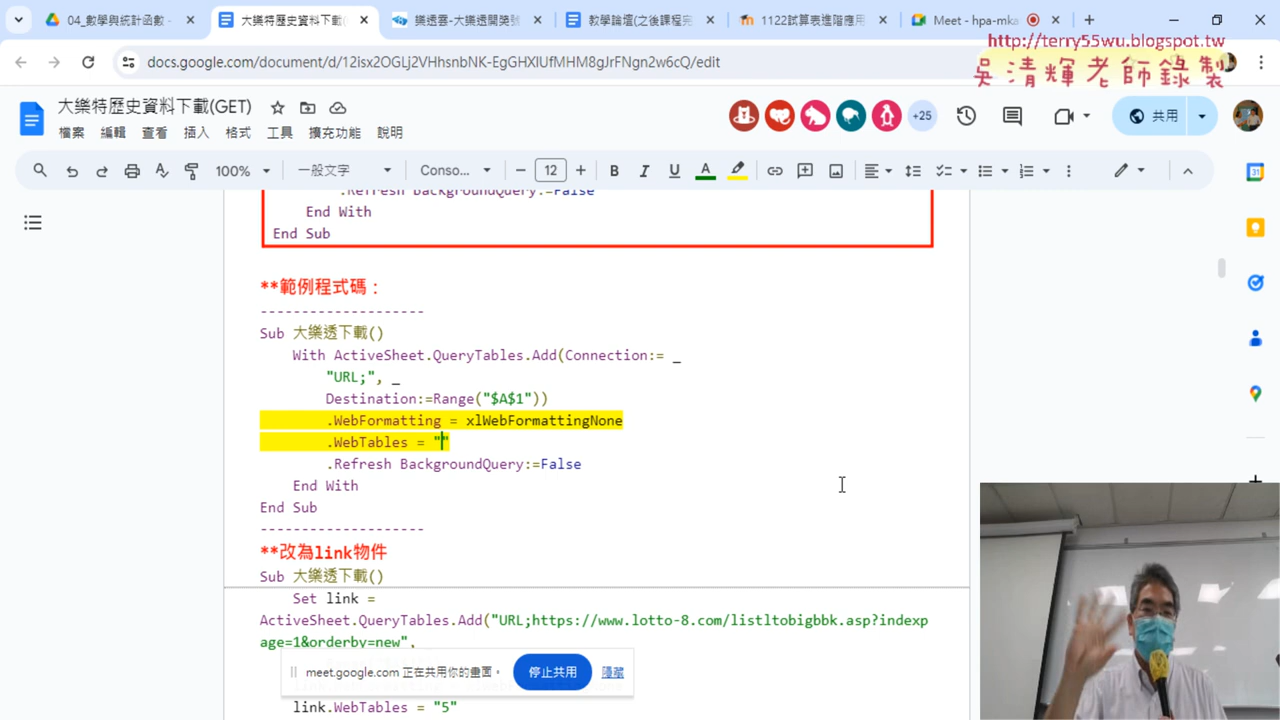 04_數學與統計函數 -
大樂特歷史資料下載(
樂透雲-大樂透開獎號
教學論壇(之後課程完
1122試算表進階應用
Meet - hpa-mka
http://terry55wu.blogspot.tw
吳清輝老師錄製
docs.google.com/document/d/12isx2OGLj2VHhsnbNK-EgGHXlUfMHM8gJrFNgn2w6cQ/edit
大樂特歷史資料下載(GET)
檔案 編輯 查看 插入 格式 工具 擴充功能 說明
+25
共用
100% 一般文字 Conso... 12 B I U A
.Refresh BackgroundQuery:=False
End With
End Sub
**範例程式碼：
--------------------
Sub 大樂透下載()
With ActiveSheet.QueryTables.Add(Connection:= _
"URL;", _
Destination:=Range("$A$1"))
.WebFormatting = xlWebFormattingNone
.WebTables = ""
.Refresh BackgroundQuery:=False
End With
End Sub
--------------------
**改為link物件
Sub 大樂透下載()
Set link =
ActiveSheet.QueryTables.Add("URL;https://www.lotto-8.com/listltobigbbk.asp?indexp
age=1&orderby=new",
meet.google.com 正在共用你的畫面。 停止共用 隱藏
link.WebTables = "5"